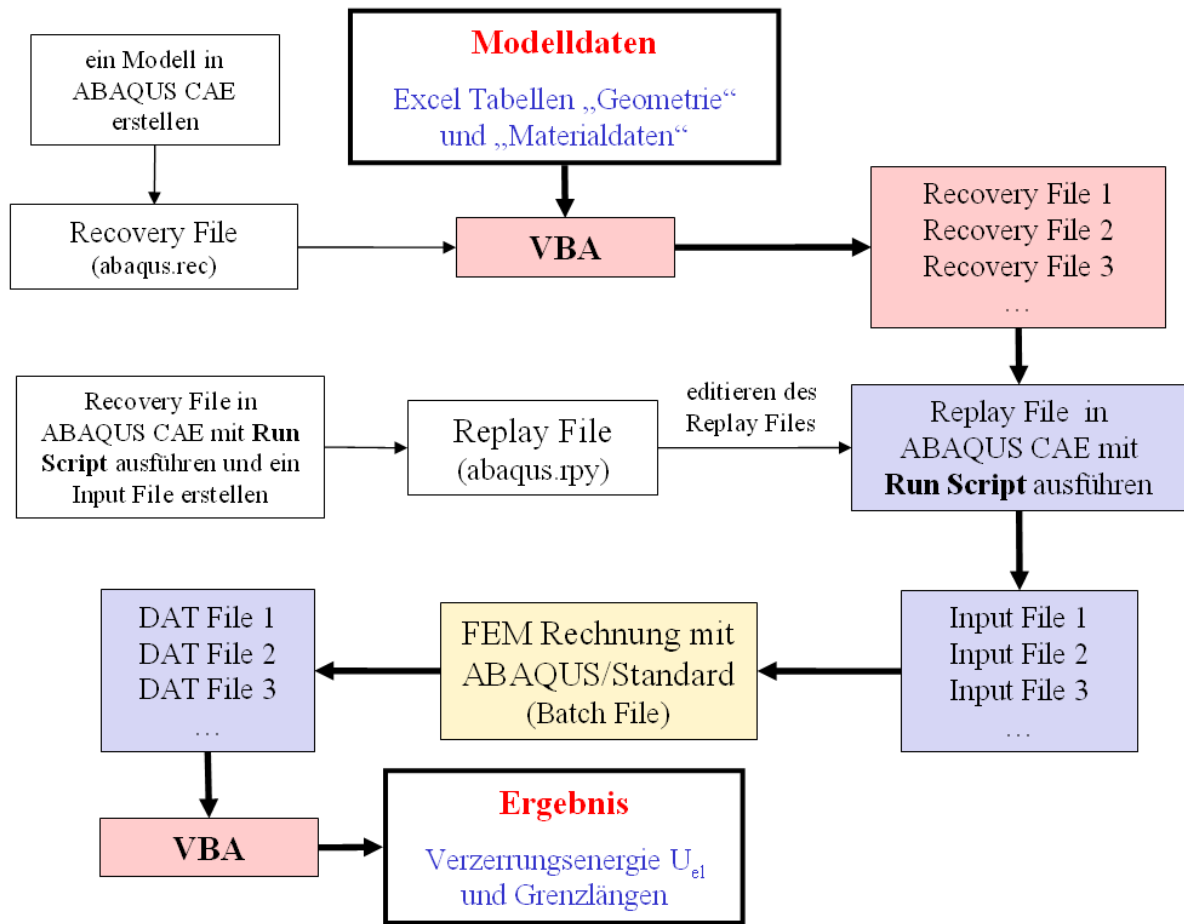 ein Modell in
ABAQUS CAE
erstellen
Modelldaten
Excel Tabellen „Geometrie“
und „Materialdaten“
Recovery File
(abaqus.rec)
VBA
Recovery File 1
Recovery File 2
Recovery File 3
...
Recovery File in
ABAQUS CAE mit Run
Script ausführen und ein
Input File erstellen
Replay File
(abaqus.rpy)
editieren des
Replay Files
Replay File in
ABAQUS CAE mit
Run Script ausführen
DAT File 1
DAT File 2
DAT File 3
...
FEM Rechnung mit
ABAQUS/Standard
(Batch File)
Input File 1
Input File 2
Input File 3
...
VBA
Ergebnis
Verzerrungsenergie Uel
und Grenzlängen